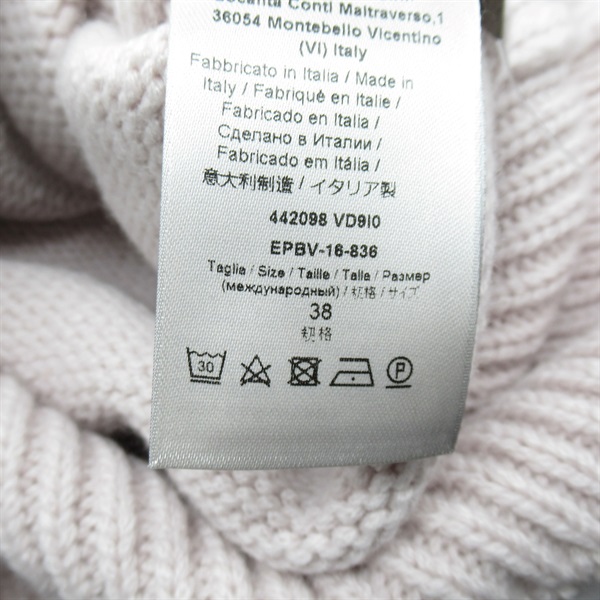 Conti Maltraverso,1
36054 Montebello Vicentino
(VI) Italy
Fabbricato in Italia / Made in
Italy / Fabriqué en Italie /
Fabricado en Italia /
Сделано в Италии /
Fabricado em Itália /
意大利制造 / イタリア製
442098 VD9I0
EPBV-16-836
Taglia / Size / Taille / Talla / Размер
(международный) / 规格 / サイズ
38
规格
30
P